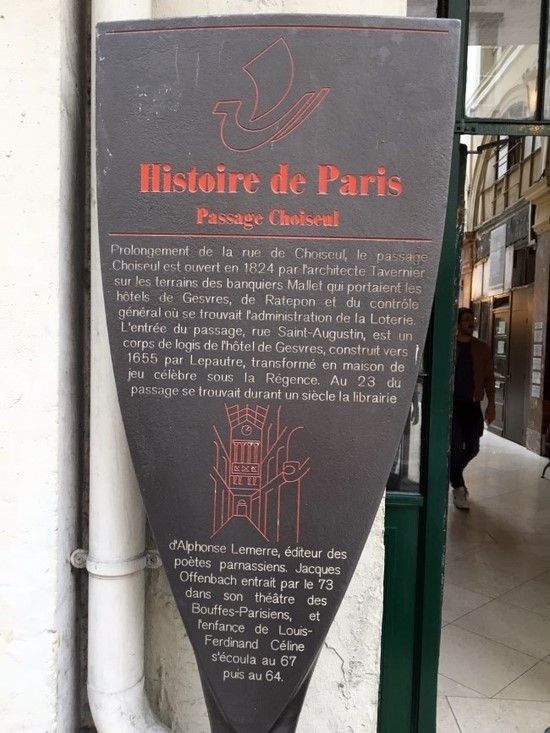 Histoire de Paris
Passage Choiseul
Prolongement de la rue de Choiseul, le passage
Choiseul est ouvert en 1824 par l'architecte Tavernier
sur les terrains des banquiers Mallet qui portaient les
hôtels de Gesvres, de Ratepon et du contrôle
général où se trouvait l'administration de la Loterie.
L'entrée du passage, rue Saint-Augustin, est un
corps de logis de l'hôtel de Gesvres, construit vers
1655 par Lepautre, transformé en maison de
jeu célèbre sous la Régence. Au 23 du
passage se trouvait durant un siècle la librairie
d'Alphonse Lemerre, éditeur des
poètes parnassiens. Jacques
Offenbach entrait par le 73
dans son théâtre des
Bouffes-Parisiens, et
l'enfance de Louis-
Ferdinand Céline
s'écoula au 67
puis au 64.